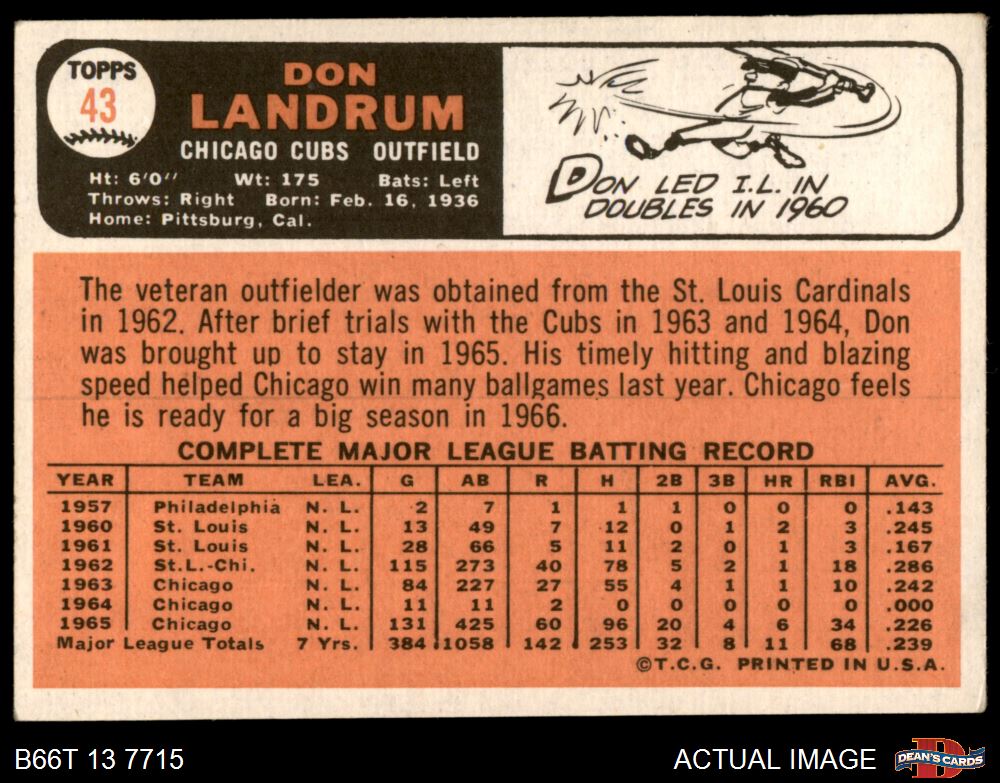 TOPPS
43
DON
LANDRUM
CHICAGO CUBS OUTFIELD
Ht: 6'0" Wt: 175 Bats: Left
Throws: Right Born: Feb. 16, 1936
Home: Pittsburg, Cal.
DON LED I.L. IN
DOUBLES IN 1960
The veteran outfielder was obtained from the St. Louis Cardinals
in 1962. After brief trials with the Cubs in 1963 and 1964, Don
was brought up to stay in 1965. His timely hitting and blazing
speed helped Chicago win many ballgames last year. Chicago feels
he is ready for a big season in 1966.
COMPLETE MAJOR LEAGUE BATTING RECORD
YEAR TEAM LEA. G AB R H 2B 3B HR RBI AVG.
1957 Philadelphia N. L. 2 7 1 1 1 0 0 0 .143
1960 St. Louis N. L. 13 49 7 12 0 1 2 3 .245
1961 St. Louis N. L. 28 66 5 11 2 0 1 3 .167
1962 St.L.-Chi. N. L. 115 273 40 78 5 2 1 18 .286
1963 Chicago N. L. 84 227 27 55 4 1 1 10 .242
1964 Chicago N. L. 11 11 2 0 0 0 0 0 .000
1965 Chicago N. L. 131 425 60 96 20 4 6 34 .226
Major League Totals 7 Yrs. 384 1058 142 253 32 8 11 68 .239
©T.C.G. PRINTED IN U.S.A.
B66T 13 7715
ACTUAL IMAGE
D
DEAN'S CARDS